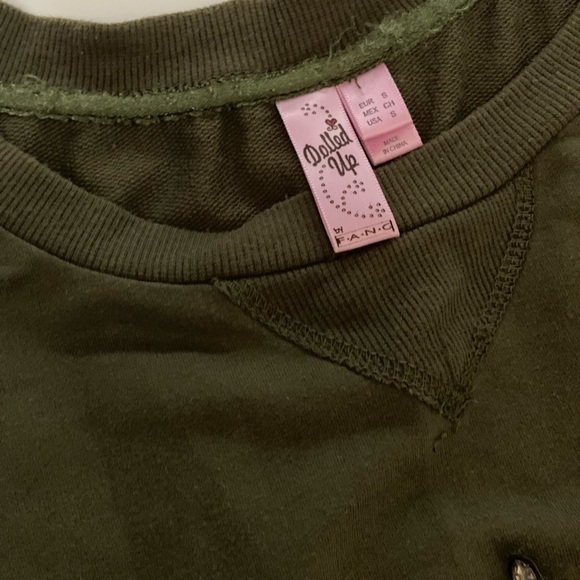 Dolled
Up
by
F.A.N.G
EUR S
MEX CH
USA S
MADE
IN CHINA